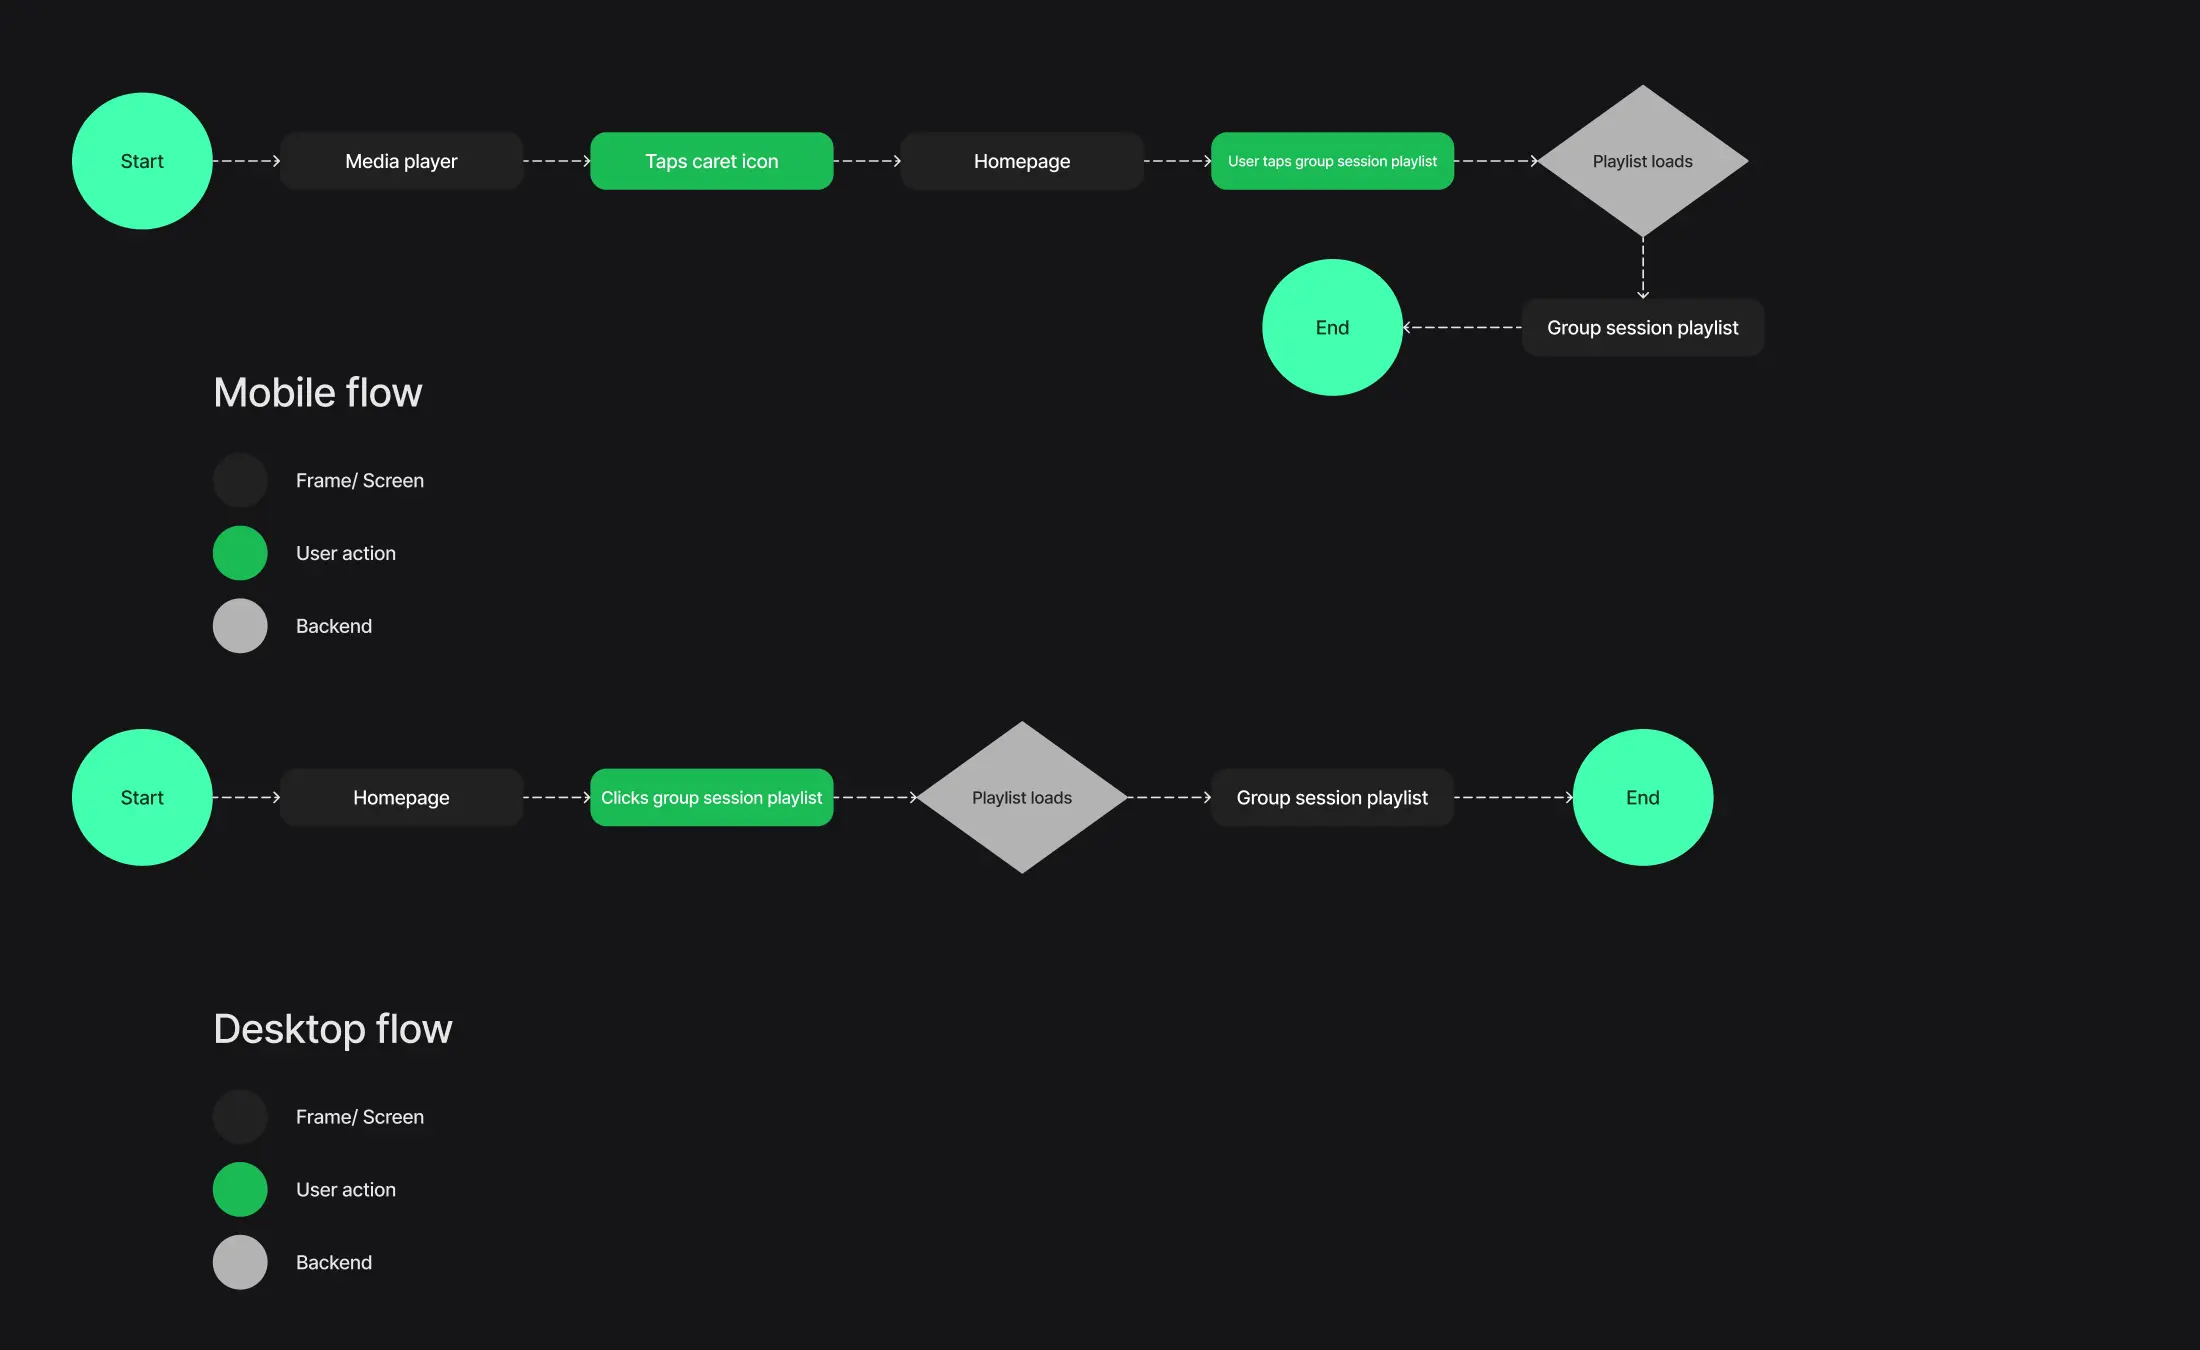 Start
Media player
Taps caret icon
Homepage
User taps group session playlist
Playlist loads
End
Group session playlist
Mobile flow
Frame/ Screen
User action
Backend
Start
Homepage
Clicks group session playlist
Playlist loads
Group session playlist
End
Desktop flow
Frame/ Screen
User action
Backend